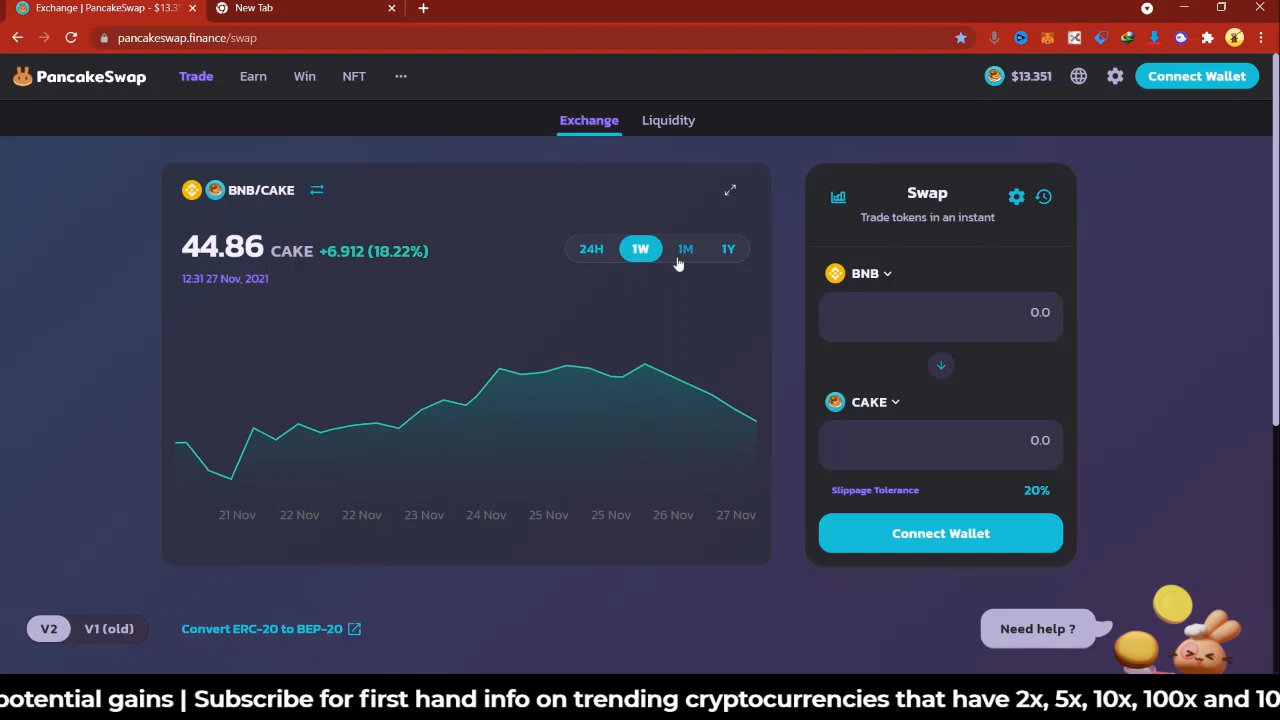 Exchange | PancakeSwap - $13.3
New Tab
pancakeswap.finance/swap
PancakeSwap
Trade
Earn
Win
NFT
$13.351
Connect Wallet
Exchange
Liquidity
BNB/CAKE
44.86 CAKE +6.912 (18.22%)
12:31 27 Nov, 2021
24H
1W
1M
1Y
21 Nov
22 Nov
22 Nov
23 Nov
24 Nov
25 Nov
25 Nov
26 Nov
27 Nov
Swap
Trade tokens in an instant
BNB
0.0
CAKE
0.0
Slippage Tolerance
20%
Connect Wallet
V2
V1 (old)
Convert ERC-20 to BEP-20
Need help ?
potential gains | Subscribe for first hand info on trending cryptocurrencies that have 2x, 5x, 10x, 100x and 10